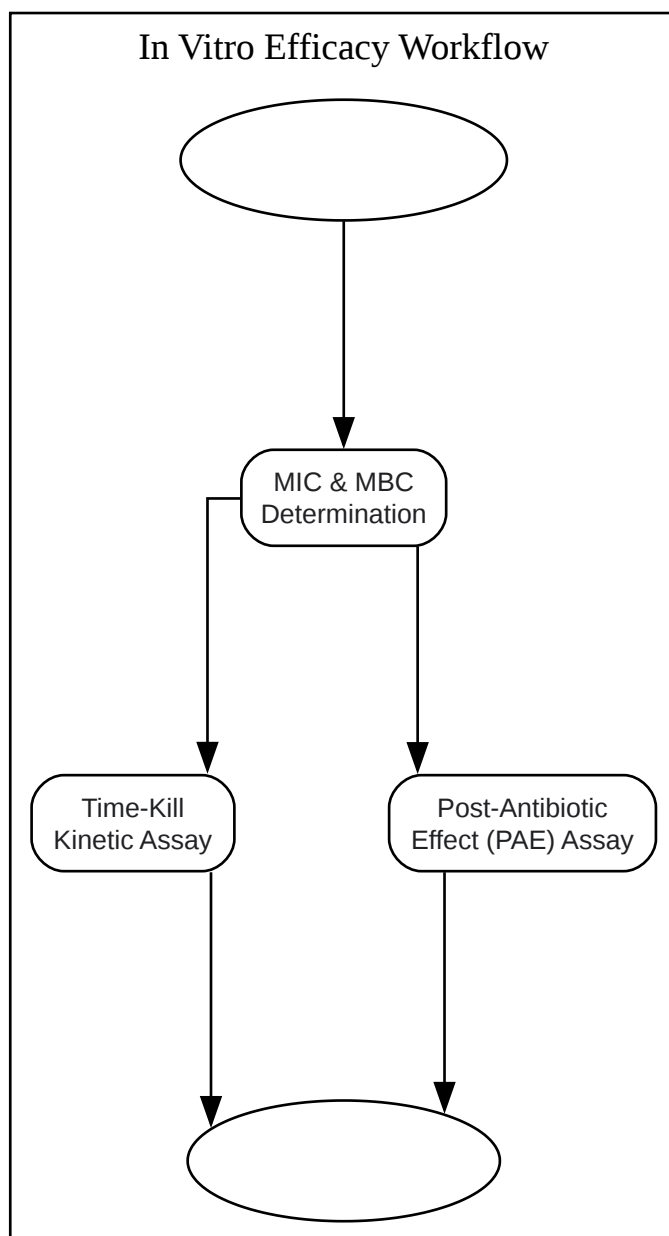 In Vitro Efficacy Workflow
MIC & MBC
Determination
Time-Kill
Kinetic Assay
Post-Antibiotic
Effect (PAE) Assay